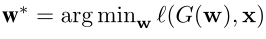 w* = arg min_w ℓ(G(w), x)